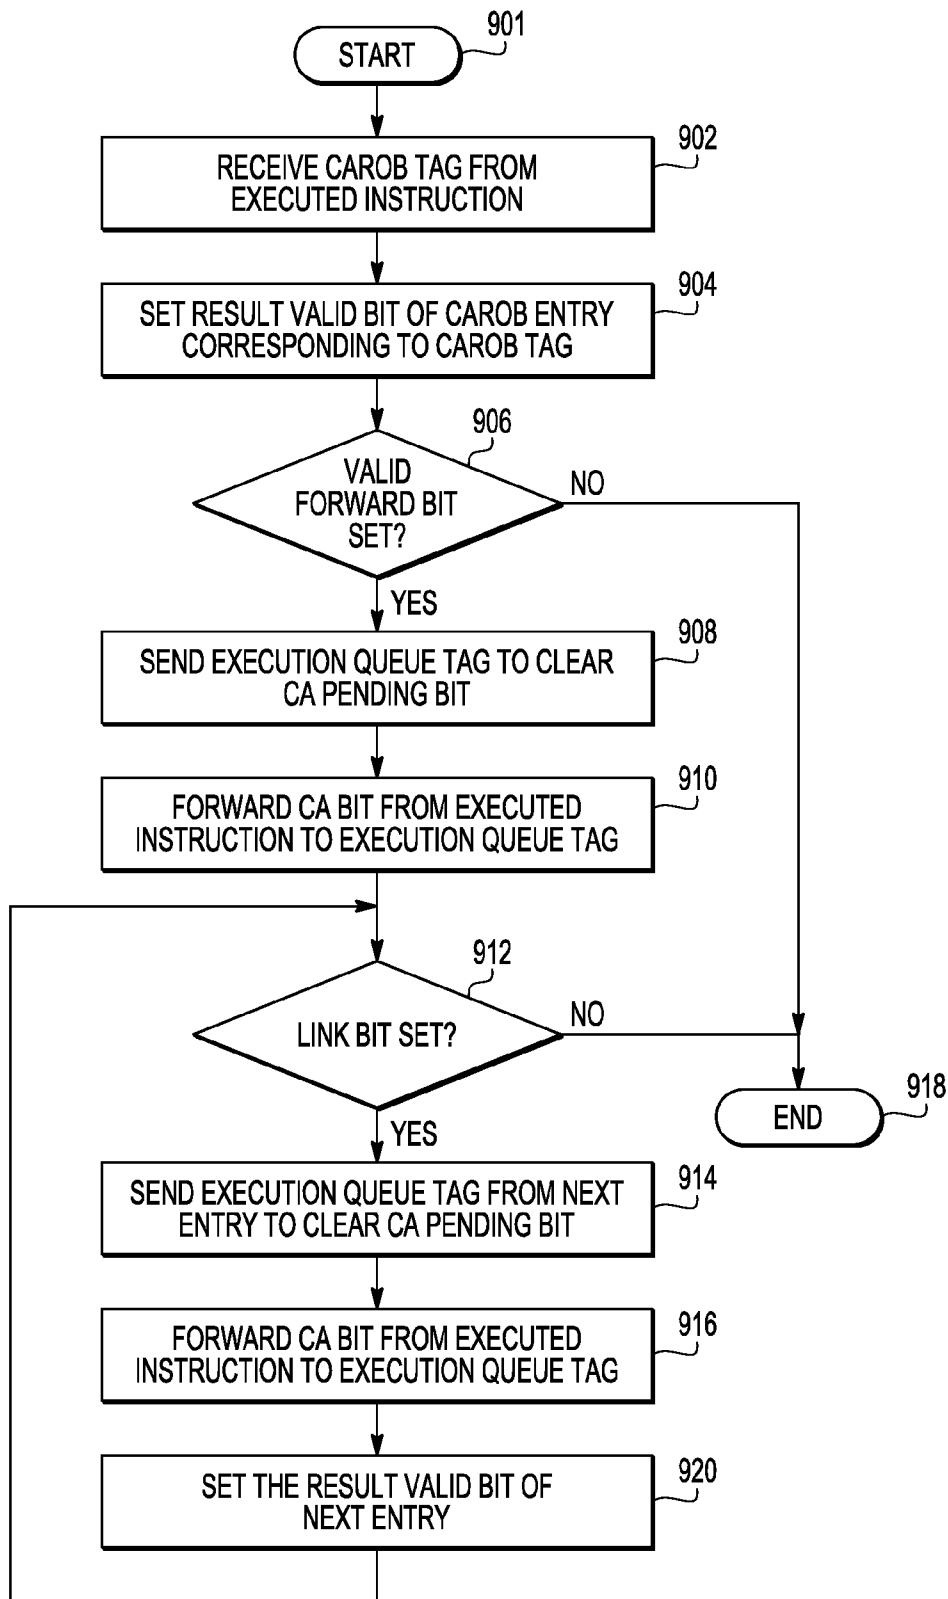 START
901
902
RECEIVE CAROB TAG FROM
EXECUTED INSTRUCTION
904
SET RESULT VALID BIT OF CAROB ENTRY
CORRESPONDING TO CAROB TAG
906
VALID
FORWARD BIT
SET?
NO
YES
908
SEND EXECUTION QUEUE TAG TO CLEAR
CA PENDING BIT
910
FORWARD CA BIT FROM EXECUTED
INSTRUCTION TO EXECUTION QUEUE TAG
912
LINK BIT SET?
NO
918
END
YES
914
SEND EXECUTION QUEUE TAG FROM NEXT
ENTRY TO CLEAR CA PENDING BIT
916
FORWARD CA BIT FROM EXECUTED
INSTRUCTION TO EXECUTION QUEUE TAG
920
SET THE RESULT VALID BIT OF
NEXT ENTRY